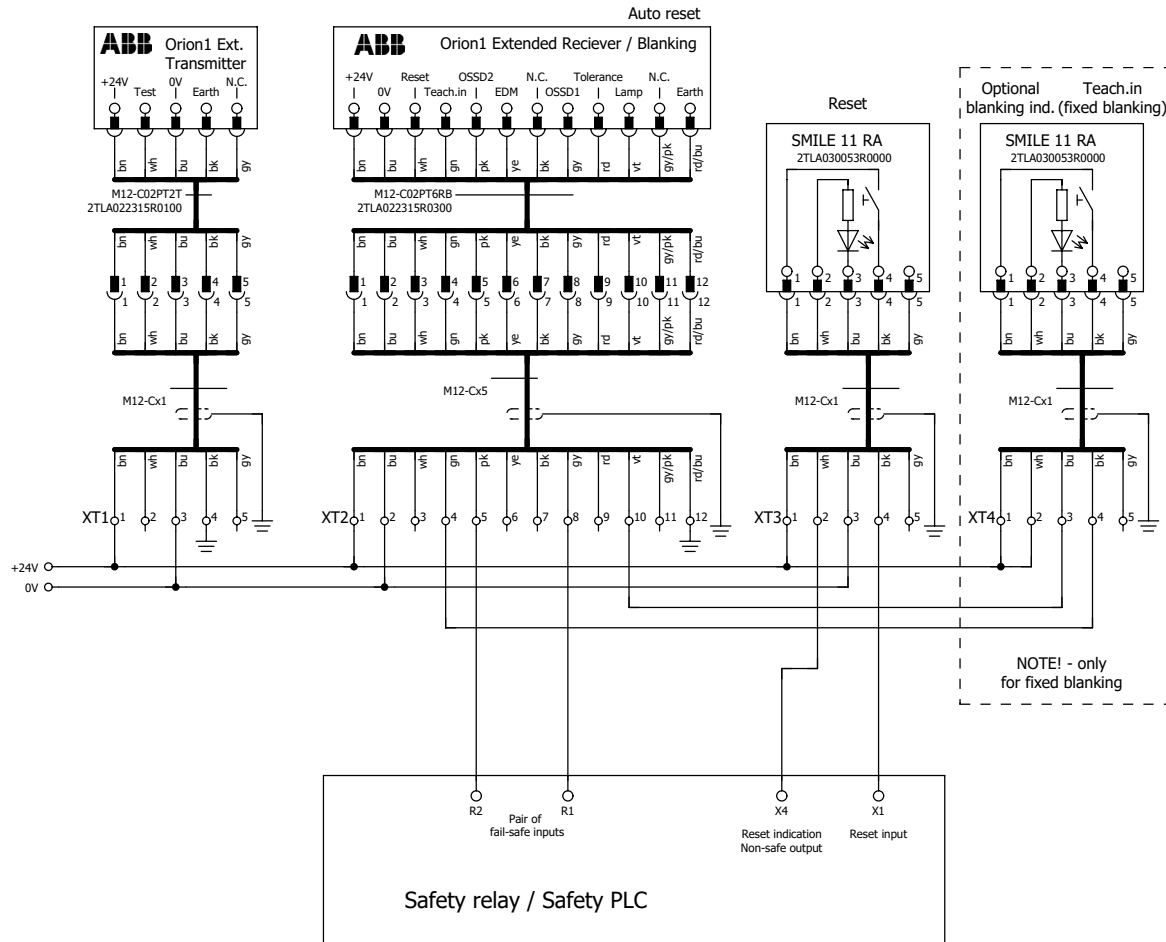 Auto reset
ABB Orion1 Ext.
Transmitter
+24V 0V N.C.
Test Earth
bn wh bu bk gy
M12-C02PT2T
2TLA022315R0100
bn wh bu bk gy
1 2 3 4 5
1 2 3 4 5
bn wh bu bk gy
M12-Cx1
bn wh bu bk gy
XT1 1 2 3 4 5
ABB Orion1 Extended Reciever / Blanking
+24V Reset OSSD2 N.C. Tolerance N.C.
0V Teach.in EDM OSSD1 Lamp Earth
bn bu wh gn pk ye bk gy rd vt gy/pk rd/bu
M12-C02PT6RB
2TLA022315R0300
bn bu wh gn pk ye bk gy rd vt gy/pk rd/bu
1 2 3 4 5 6 7 8 9 10 11 12
1 2 3 4 5 6 7 8 9 10 11 12
bn bu wh gn pk ye bk gy rd vt gy/pk rd/bu
M12-Cx5
bn bu wh gn pk ye bk gy rd vt gy/pk rd/bu
XT2 1 2 3 4 5 6 7 8 9 10 11 12
Reset
SMILE 11 RA
2TLA030053R0000
1 2 3 4 5
1 2 3 4 5
bn wh bu bk gy
M12-Cx1
bn wh bu bk gy
XT3 1 2 3 4 5
Optional Teach.in
blanking ind. (fixed blanking)
SMILE 11 RA
2TLA030053R0000
1 2 3 4 5
1 2 3 4 5
bn wh bu bk gy
M12-Cx1
bn wh bu bk gy
XT4 1 2 3 4 5
+24V
0V
NOTE! - only
for fixed blanking
R2 R1 X4 X1
Pair of
fail-safe inputs
Reset indication
Non-safe output
Reset input
Safety relay / Safety PLC